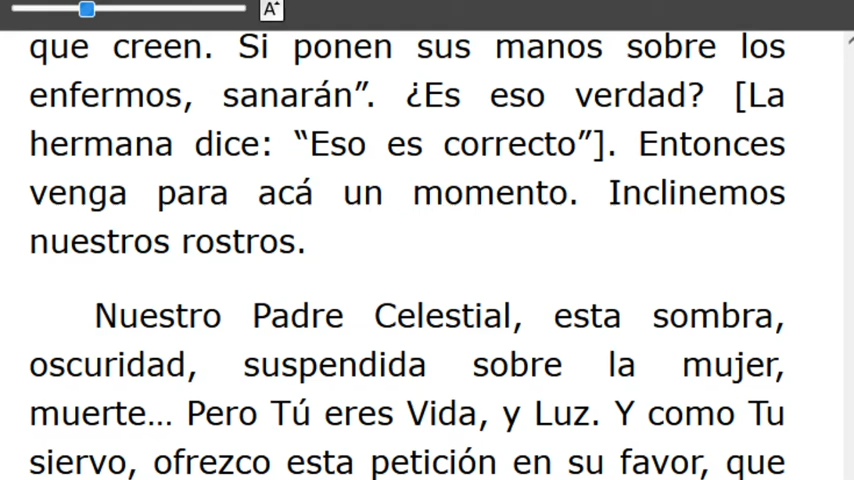 A
que creen. Si ponen sus manos sobre los
enfermos, sanarán”. ¿Es eso verdad? [La
hermana dice: “Eso es correcto”]. Entonces
venga para acá un momento. Inclinemos
nuestros rostros.
Nuestro Padre Celestial, esta sombra,
oscuridad, suspendida sobre la mujer,
muerte… Pero Tú eres Vida, y Luz. Y como Tu
siervo, ofrezco esta petición en su favor, que